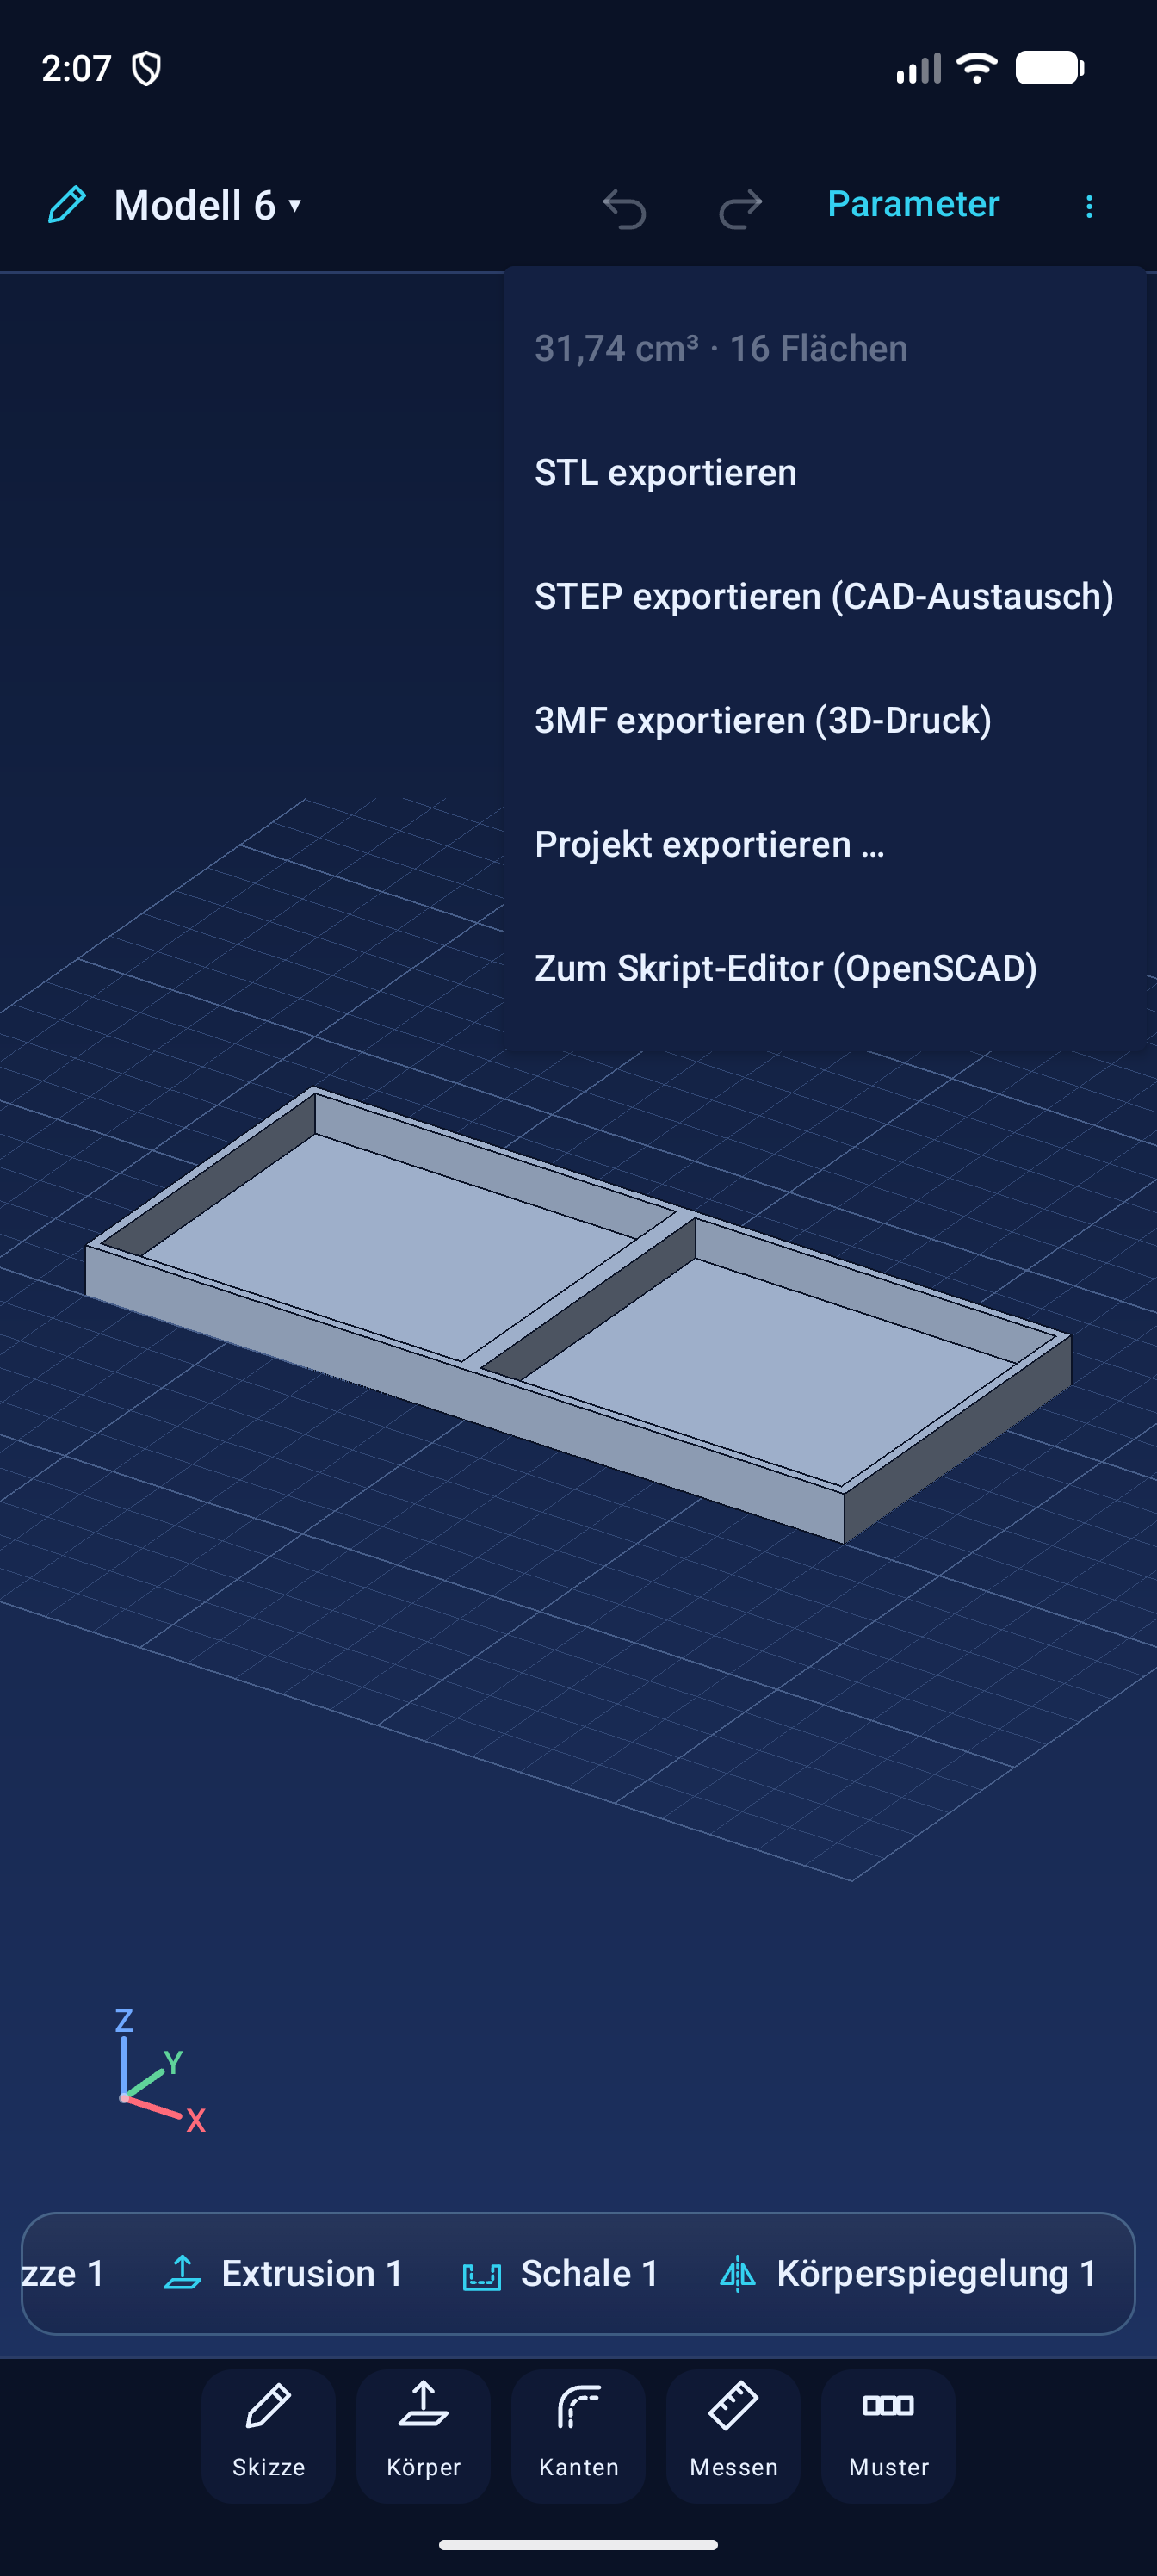 2:07
Modell 6 ▾
Parameter
31,74 cm³ · 16 Flächen
STL exportieren
STEP exportieren (CAD-Austausch)
3MF exportieren (3D-Druck)
Projekt exportieren ...
Zum Skript-Editor (OpenSCAD)
Z
Y
X
zze 1 Extrusion 1 Schale 1 Körperspiegelung 1
Skizze Körper Kanten Messen Muster